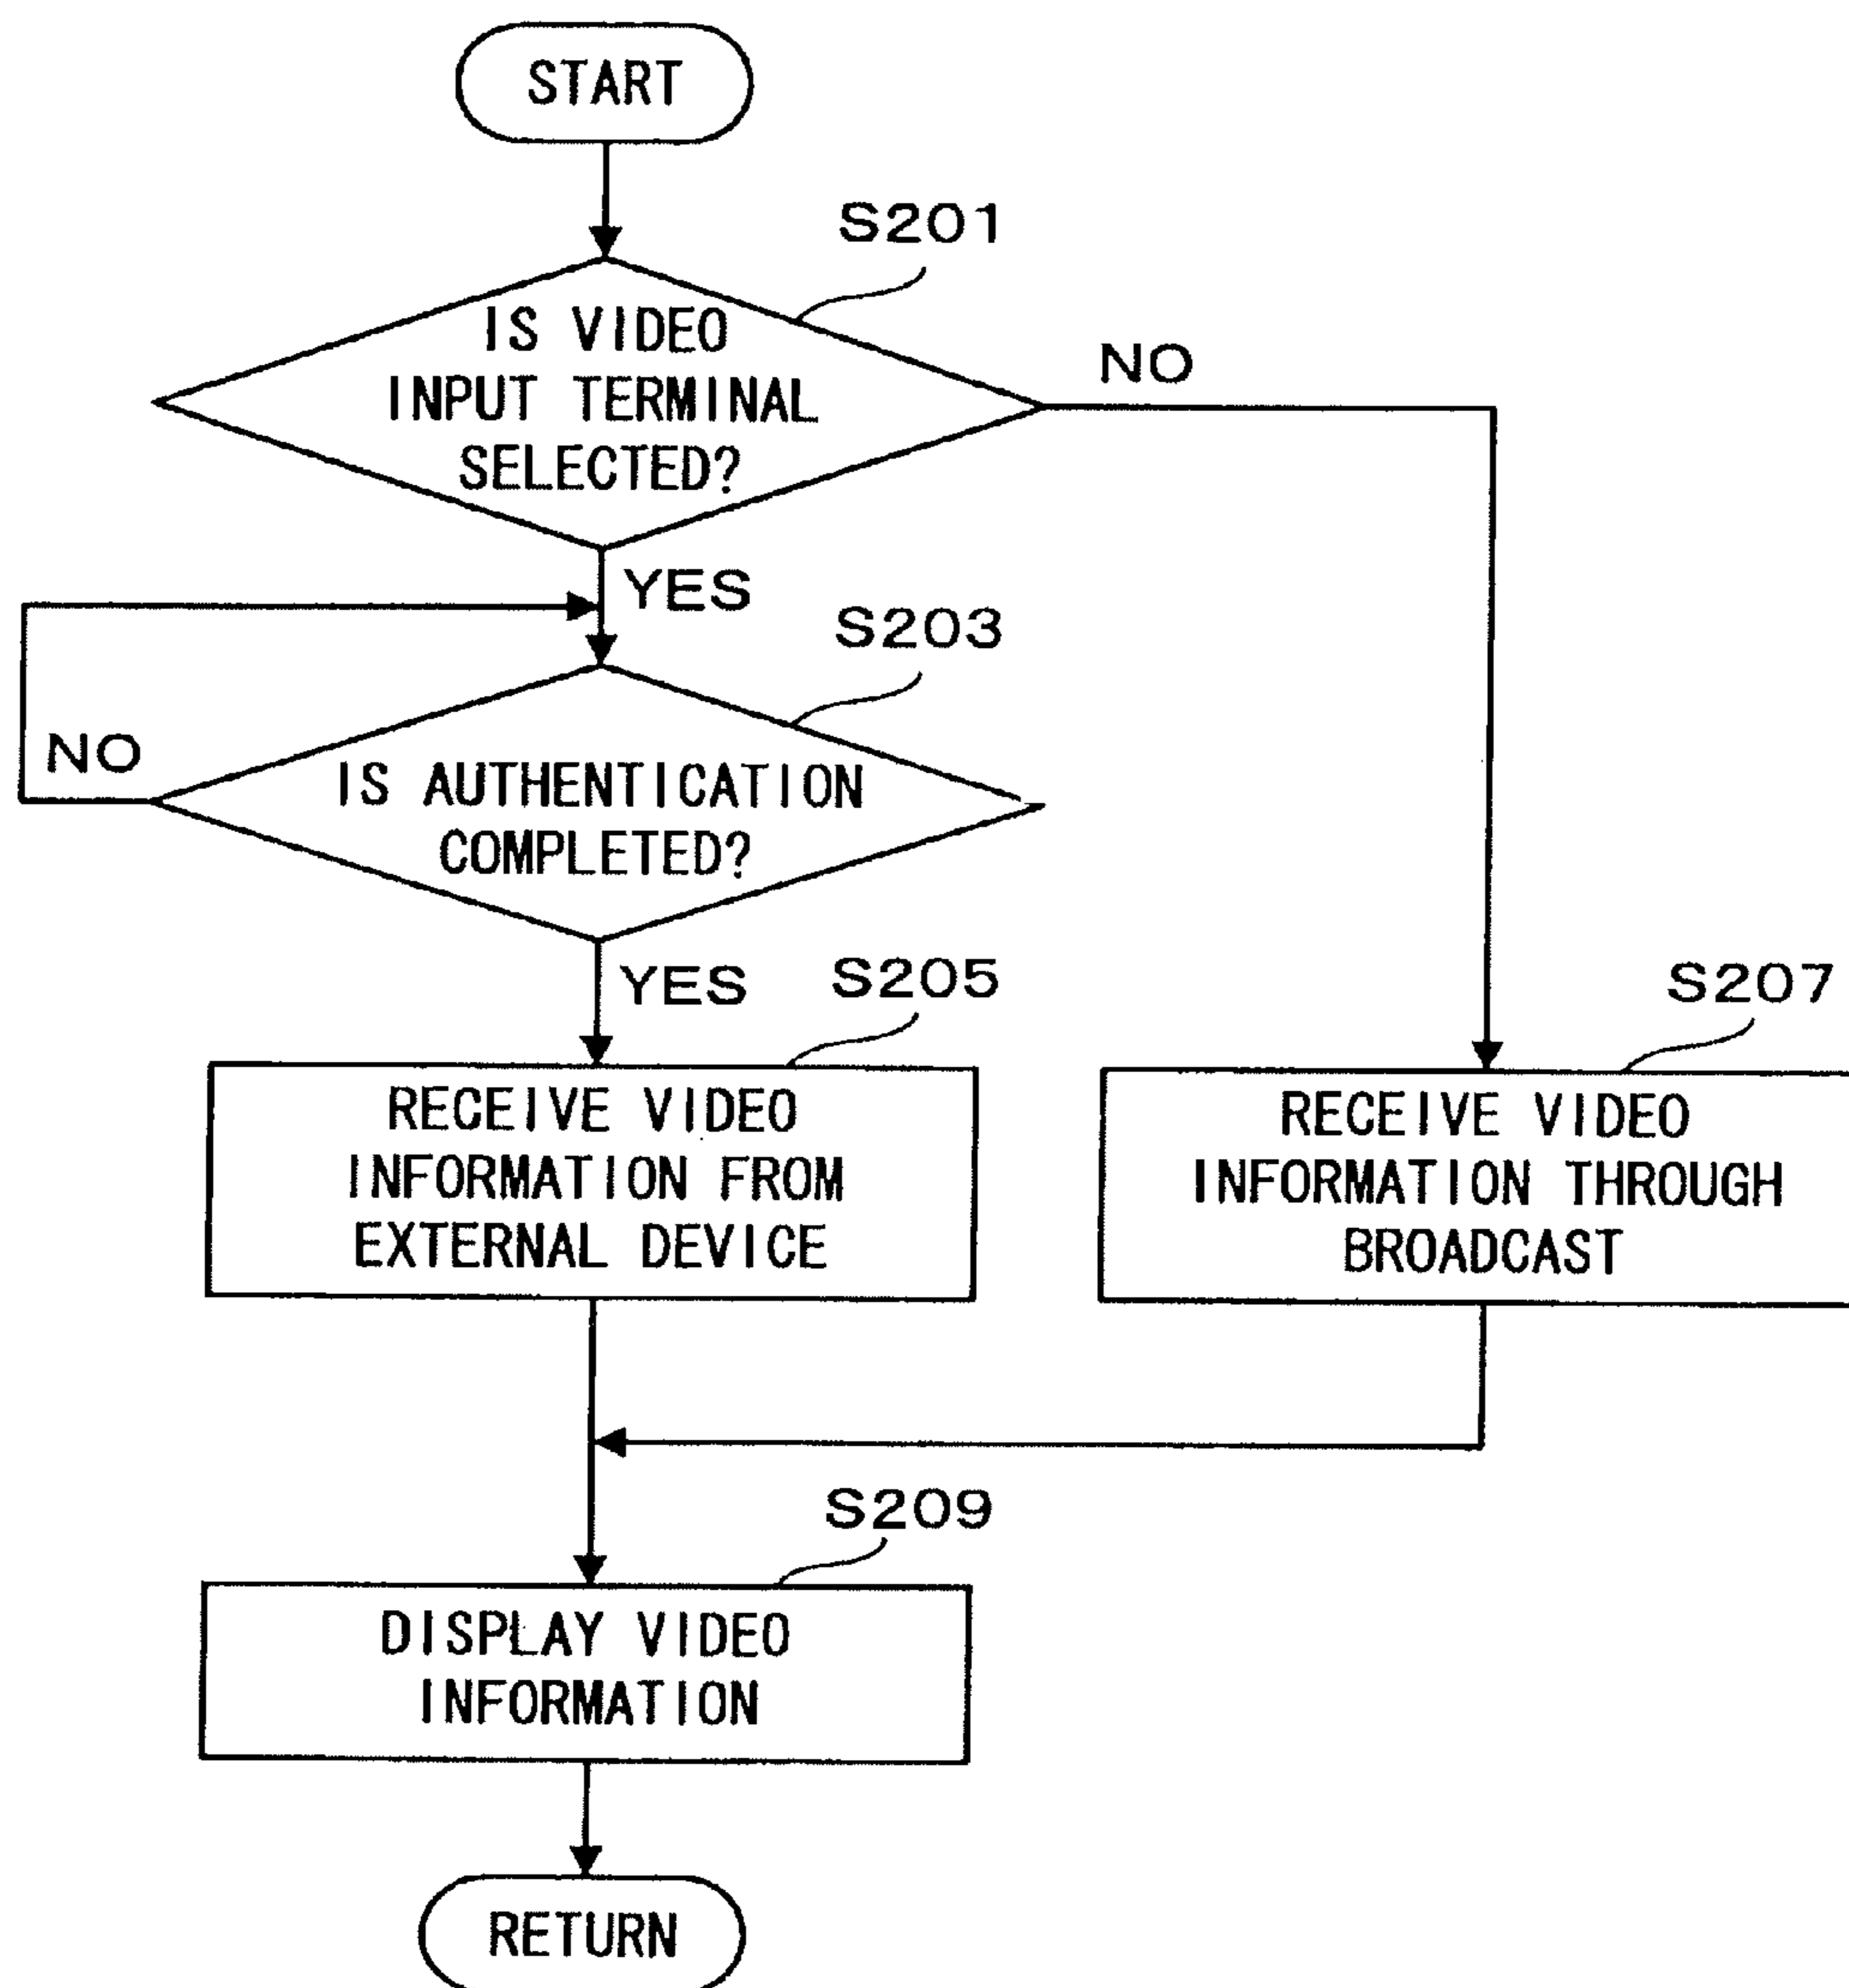 START
S201
IS VIDEO
INPUT TERMINAL
SELECTED?
NO
YES
S203
NO
IS AUTHENTICATION
COMPLETED?
YES
S205
S207
RECEIVE VIDEO
INFORMATION FROM
EXTERNAL DEVICE
RECEIVE VIDEO
INFORMATION THROUGH
BROADCAST
S209
DISPLAY VIDEO
INFORMATION
RETURN